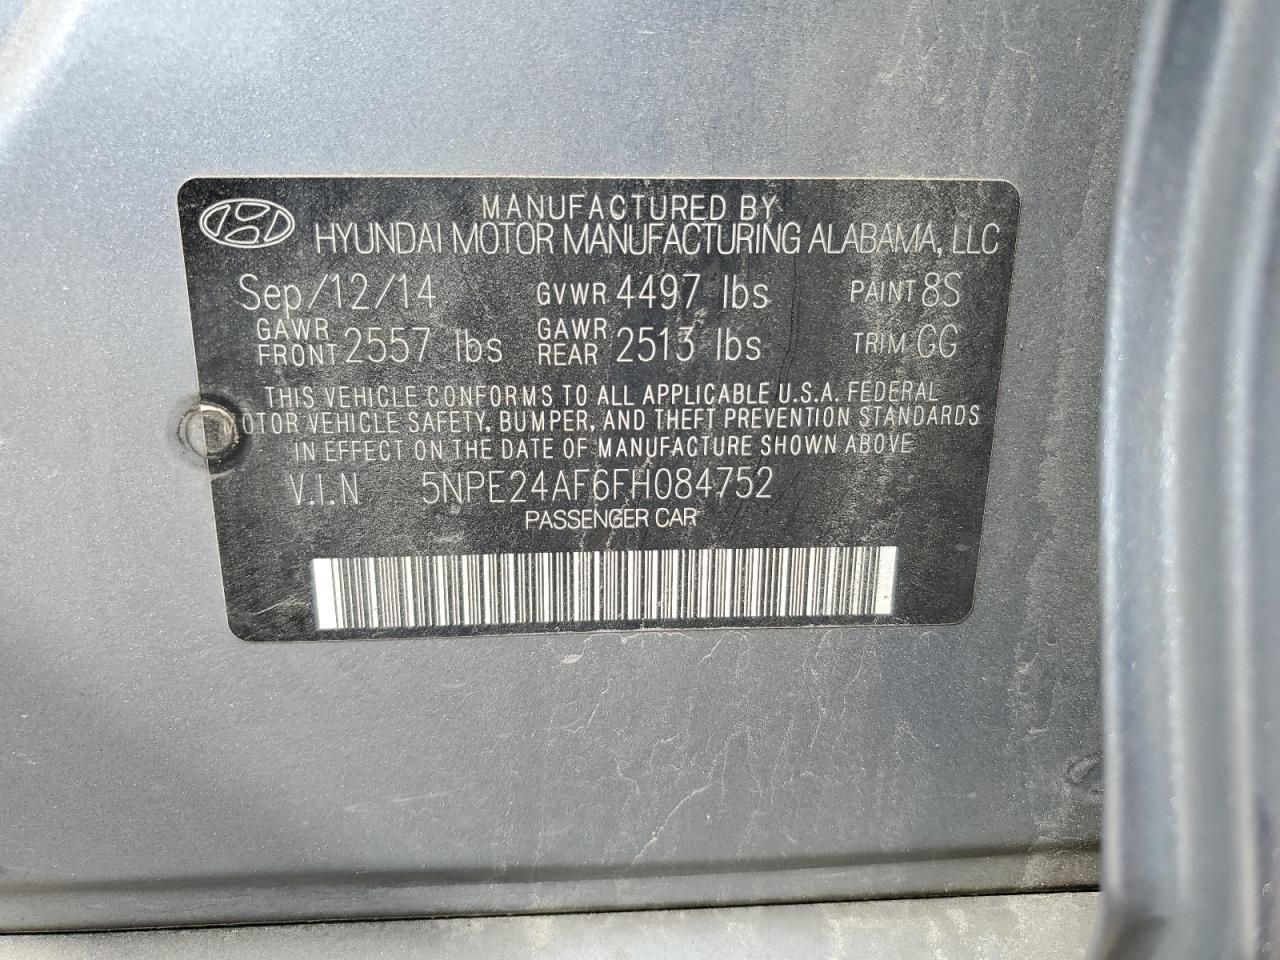 MANUFACTURED BY
HYUNDAI MOTOR MANUFACTURING ALABAMA, LLC
Sep/12/14 GVWR 4497 lbs PAINT 8S
GAWR FRONT 2557 lbs GAWR REAR 2513 lbs TRIM GG
THIS VEHICLE CONFORMS TO ALL APPLICABLE U.S.A. FEDERAL
MOTOR VEHICLE SAFETY, BUMPER, AND THEFT PREVENTION STANDARDS
IN EFFECT ON THE DATE OF MANUFACTURE SHOWN ABOVE
V.I.N 5NPE24AF6FH084752
PASSENGER CAR